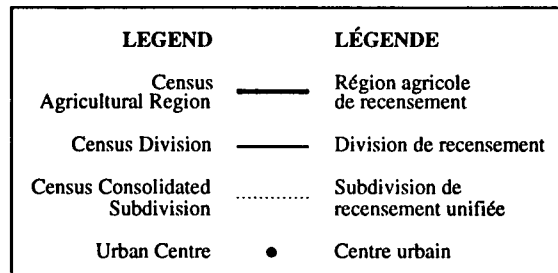 LEGEND LÉGENDE
Census Agricultural Region
Région agricole de recensement
Census Division Division de recensement
Census Consolidated Subdivision
Subdivision de recensement unifiée
Urban Centre Centre urbain